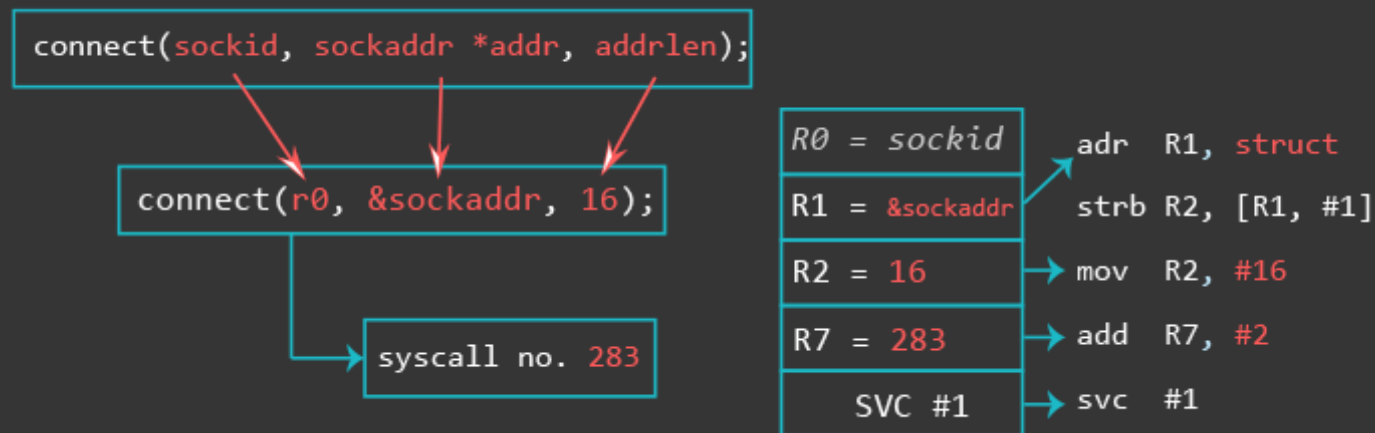 connect(sockid, sockaddr *addr, addrlen);
connect(r0, &sockaddr, 16);
syscall no. 283
R0 = sockid
R1 = &sockaddr
R2 = 16
R7 = 283
SVC #1
adr R1, struct
strb R2, [R1, #1]
mov R2, #16
add R7, #2
svc #1